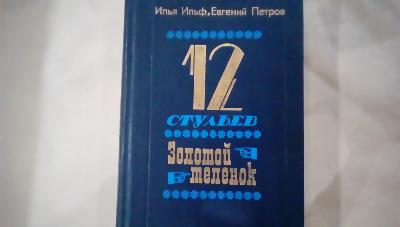 Илья Ильф, Евгений Петров
12
СТУЛЬЕВ
Золотой
теленок